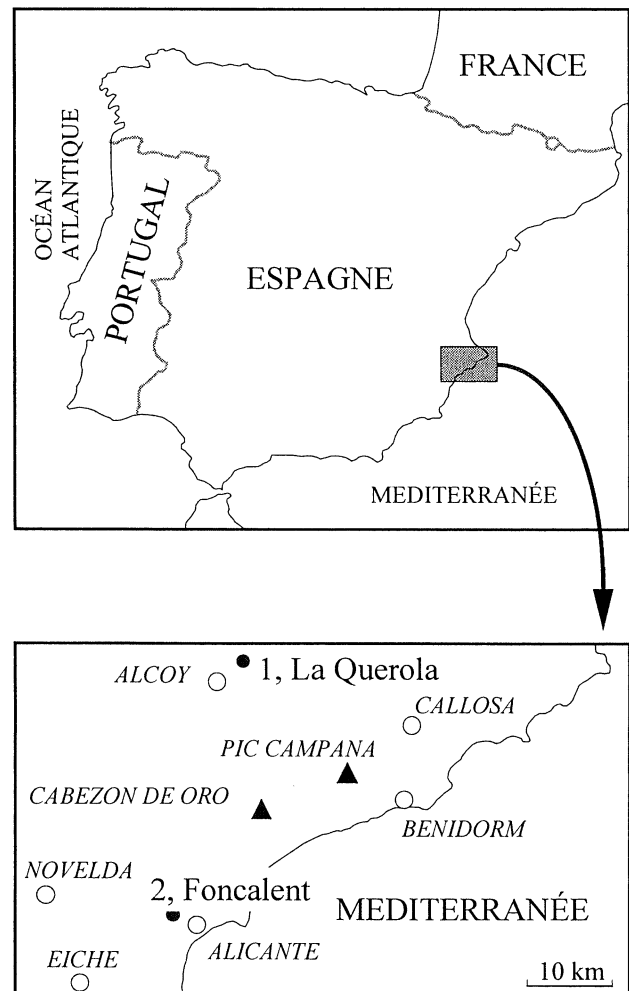 FRANCE
OCÉAN
ATLANTIQUE
PORTUGAL
ESPAGNE
MEDITERRANÉE
ALCOY
1, La Querola
CALLOSA
PIC CAMPANA
CABEZON DE ORO
BENIDORM
NOVELDA
2, Foncalent
MEDITERRANÉE
ALICANTE
EICHE
10 km